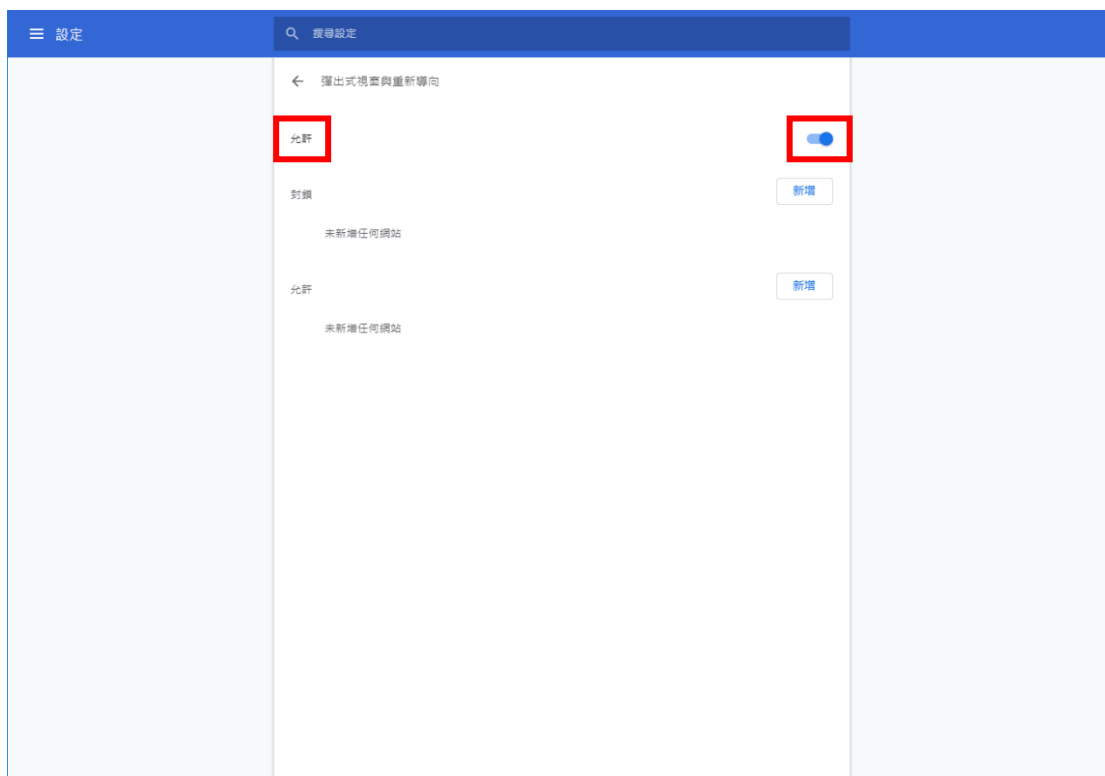 設定
搜尋設定
彈出式視窗與重新導向
允許
封鎖
新增
未新增任何網站
允許
新增
未新增任何網站